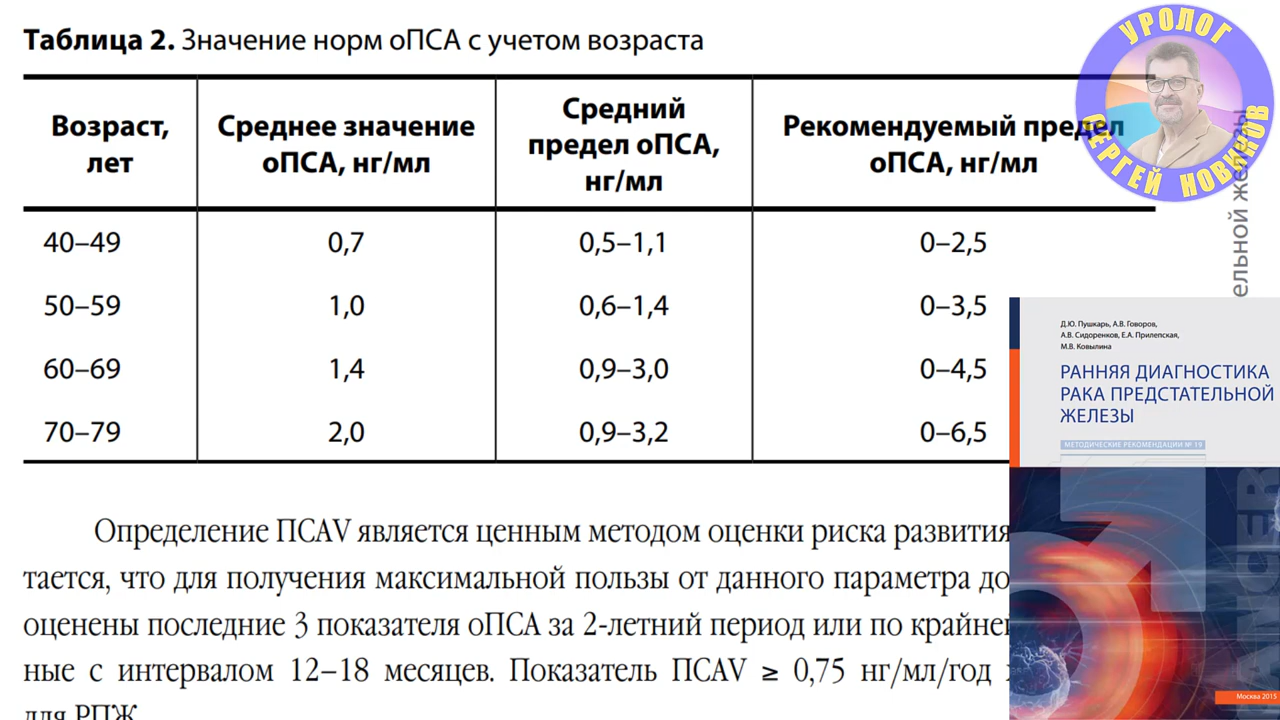 Таблица 2. Значение норм оПСА с учетом возраста
Возраст, лет
Среднее значение оПСА, нг/мл
Средний предел оПСА, нг/мл
Рекомендуемый предел оПСА, нг/мл
40–49 0,7 0,5–1,1 0–2,5
50–59 1,0 0,6–1,4 0–3,5
60–69 1,4 0,9–3,0 0–4,5
70–79 2,0 0,9–3,2 0–6,5
Определение ПСАV является ценным методом оценки риска развития
тается, что для получения максимальной пользы от данного параметра до
оценены последние 3 показателя оПСА за 2-летний период или по крайней
ные с интервалом 12–18 месяцев. Показатель ПСАV ≥ 0,75 нг/мл/год
для РПЖ
УРОЛОГ
СЕРГЕЙ НОВИКОВ
ельной железы
Д.Ю. Пушкарь, А.В. Говоров,
А.В. Сидоренков, Е.А. Прилепская,
М.В. Ковылина
РАННЯЯ ДИАГНОСТИКА
РАКА ПРЕДСТАТЕЛЬНОЙ
ЖЕЛЕЗЫ
МЕТОДИЧЕСКИЕ РЕКОМЕНДАЦИИ № 19
CANCER
Москва 2015